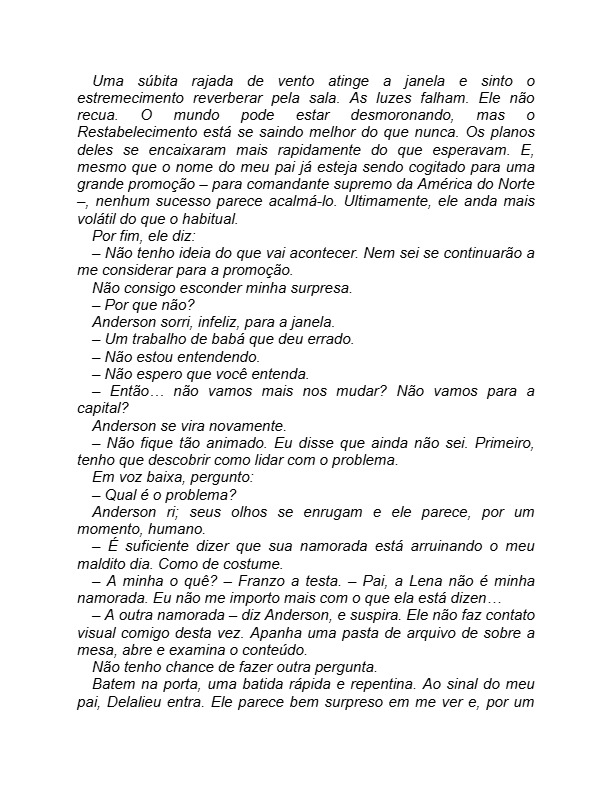 Uma súbita rajada de vento atinge a janela e sinto o
estremecimento reverberar pela sala. As luzes falham. Ele não
recua. O mundo pode estar desmoronando, mas o
Restabelecimento está se saindo melhor do que nunca. Os planos
deles se encaixaram mais rapidamente do que esperavam. E,
mesmo que o nome do meu pai já esteja sendo cogitado para uma
grande promoção – para comandante supremo da América do Norte
–, nenhum sucesso parece acalmá-lo. Ultimamente, ele anda mais
volátil do que o habitual.
Por fim, ele diz:
– Não tenho ideia do que vai acontecer. Nem sei se continuarão a
me considerar para a promoção.
Não consigo esconder minha surpresa.
– Por que não?
Anderson sorri, infeliz, para a janela.
– Um trabalho de babá que deu errado.
– Não estou entendendo.
– Não espero que você entenda.
– Então… não vamos mais nos mudar? Não vamos para a
capital?
Anderson se vira novamente.
– Não fique tão animado. Eu disse que ainda não sei. Primeiro,
tenho que descobrir como lidar com o problema.
Em voz baixa, pergunto:
– Qual é o problema?
Anderson ri; seus olhos se enrugam e ele parece, por um
momento, humano.
– É suficiente dizer que sua namorada está arruinando o meu
maldito dia. Como de costume.
– A minha o quê? – Franzo a testa. – Pai, a Lena não é minha
namorada. Eu não me importo mais com o que ela está dizen…
– A outra namorada – diz Anderson, e suspira. Ele não faz contato
visual comigo desta vez. Apanha uma pasta de arquivo de sobre a
mesa, abre e examina o conteúdo.
Não tenho chance de fazer outra pergunta.
Batem na porta, uma batida rápida e repentina. Ao sinal do meu
pai, Delalieu entra. Ele parece bem surpreso em me ver e, por um